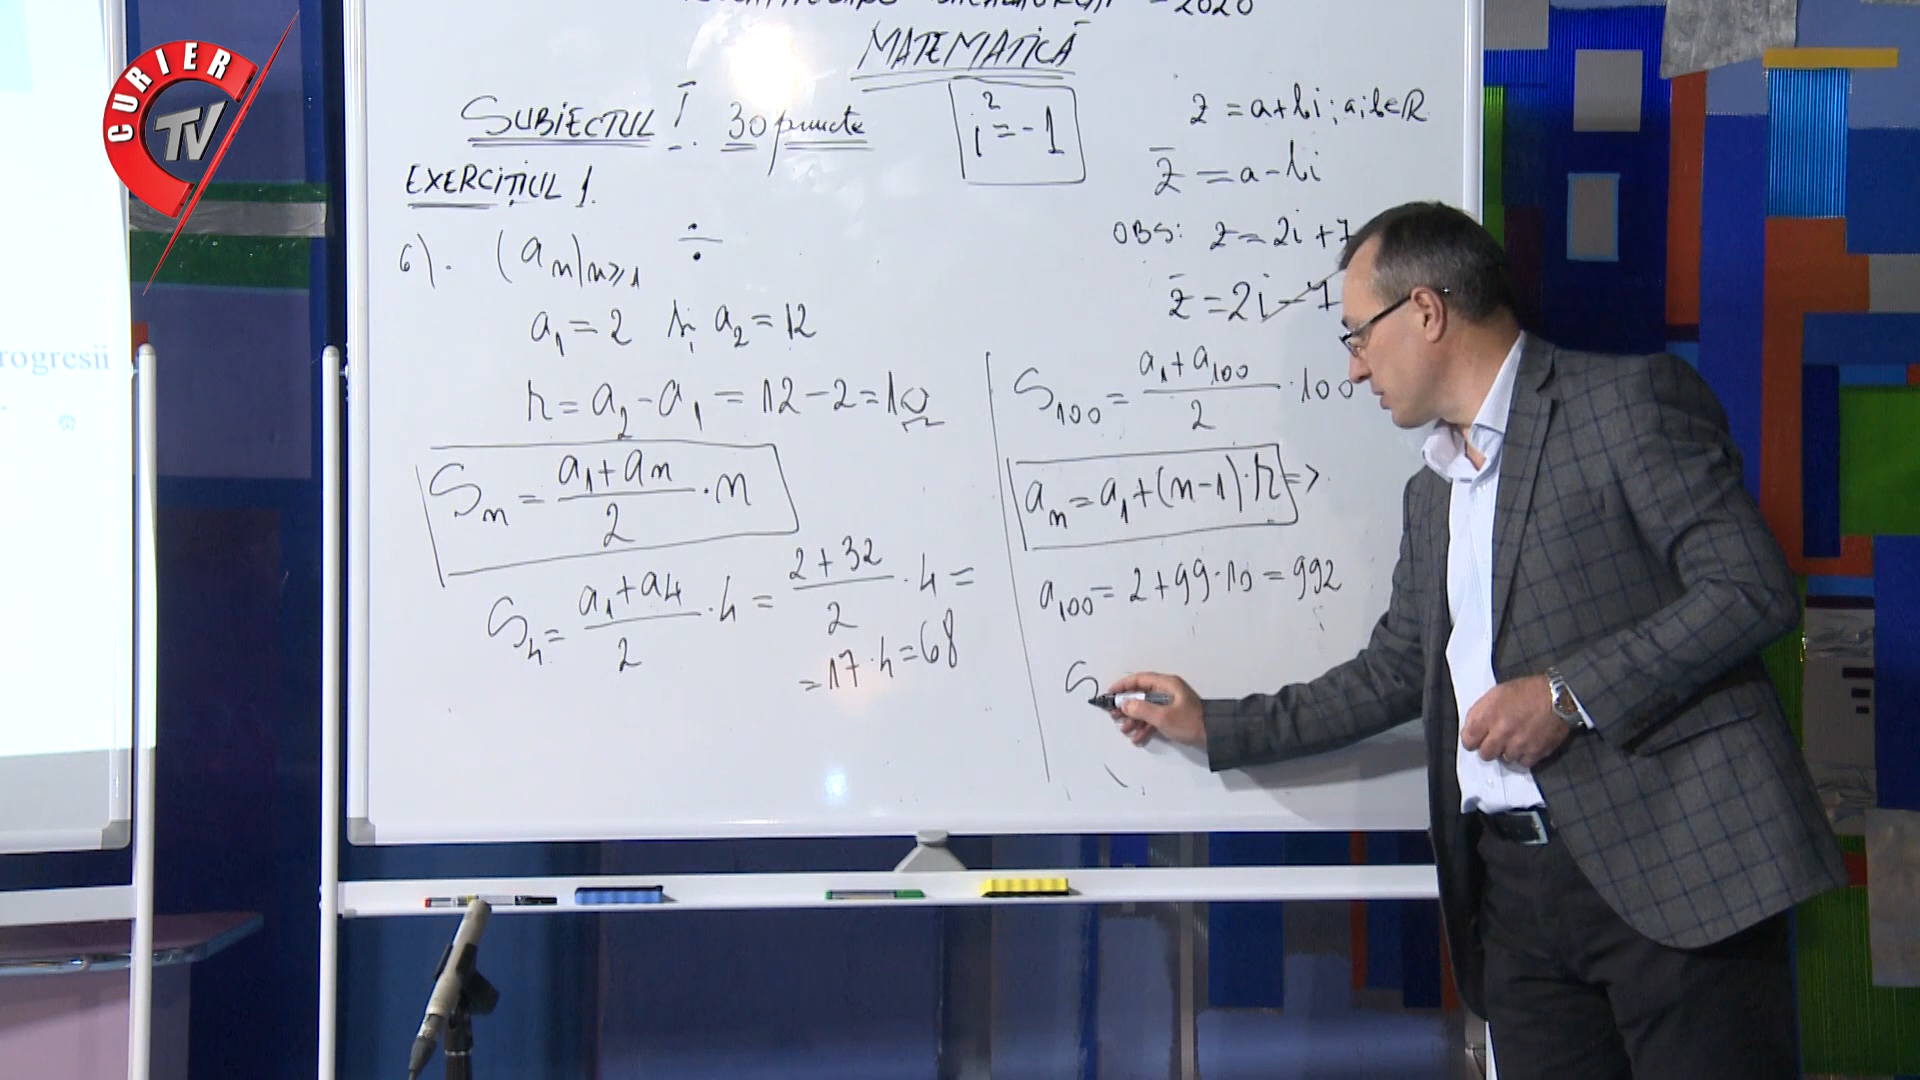 CURIER
TV
- 2020
MATEMATICĂ
SUBIECTUL I. 30 puncte
i² = -1
EXERCIȚIUL 1.
6). (aₙ)ₙ≥₁ ÷
a₁ = 2 și a₂ = 12
r = a₂ - a₁ = 12 - 2 = 10
Sₙ = (a₁ + aₙ)/2 · n
S₄ = (a₁ + a₄)/2 · 4 = (2 + 32)/2 · 4 =
= 17 · 4 = 68
z = a + bi ; a, b ∈ R
z̄ = a - bi
OBS: z = 2i + 7
z̄ = 2i - 7
S₁₀₀ = (a₁ + a₁₀₀)/2 · 100
aₙ = a₁ + (n - 1) · r =>
a₁₀₀ = 2 + 99 · 10 = 992
S
rogresii